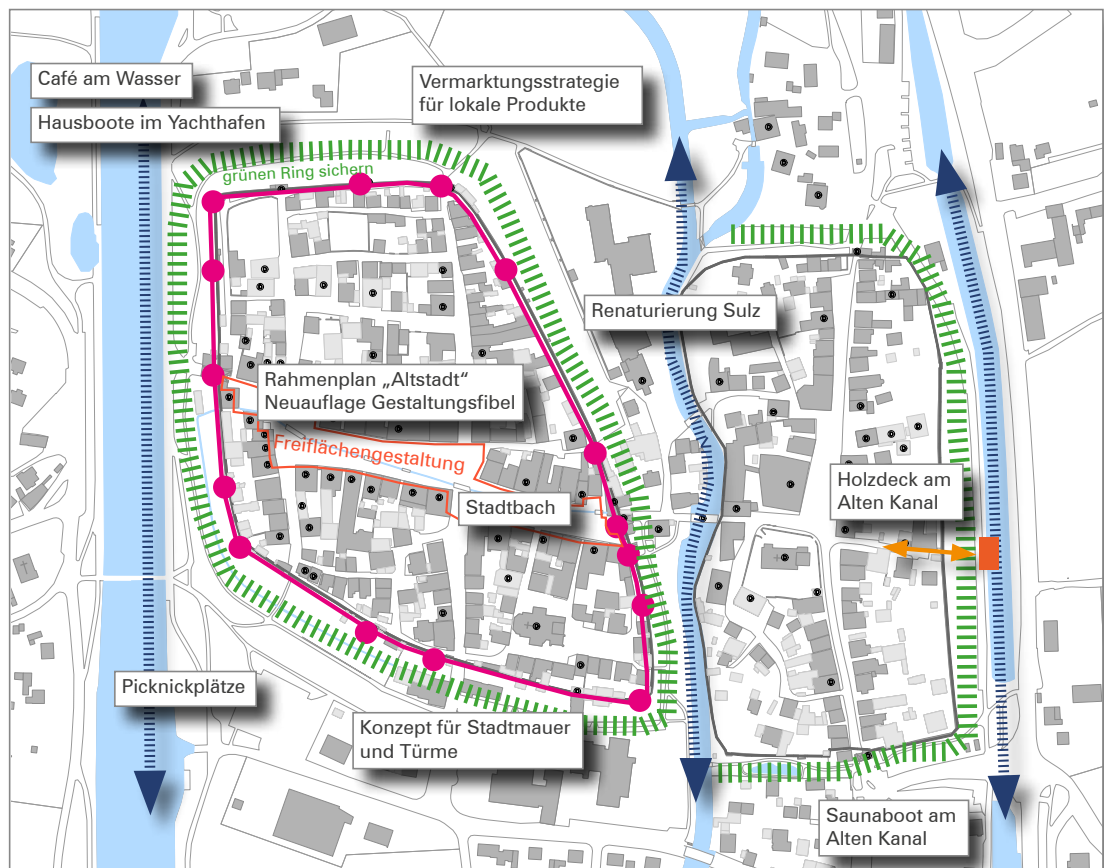 Café am Wasser
Hausboote im Yachthafen
Vermarktungsstrategie
für lokale Produkte
grünen Ring sichern
Renaturierung Sulz
Rahmenplan „Altstadt“
Neuauflage Gestaltungsfibel
Freiflächengestaltung
Stadtbach
Holzdeck am
Alten Kanal
Picknickplätze
Konzept für Stadtmauer
und Türme
Saunaboot am
Alten Kanal